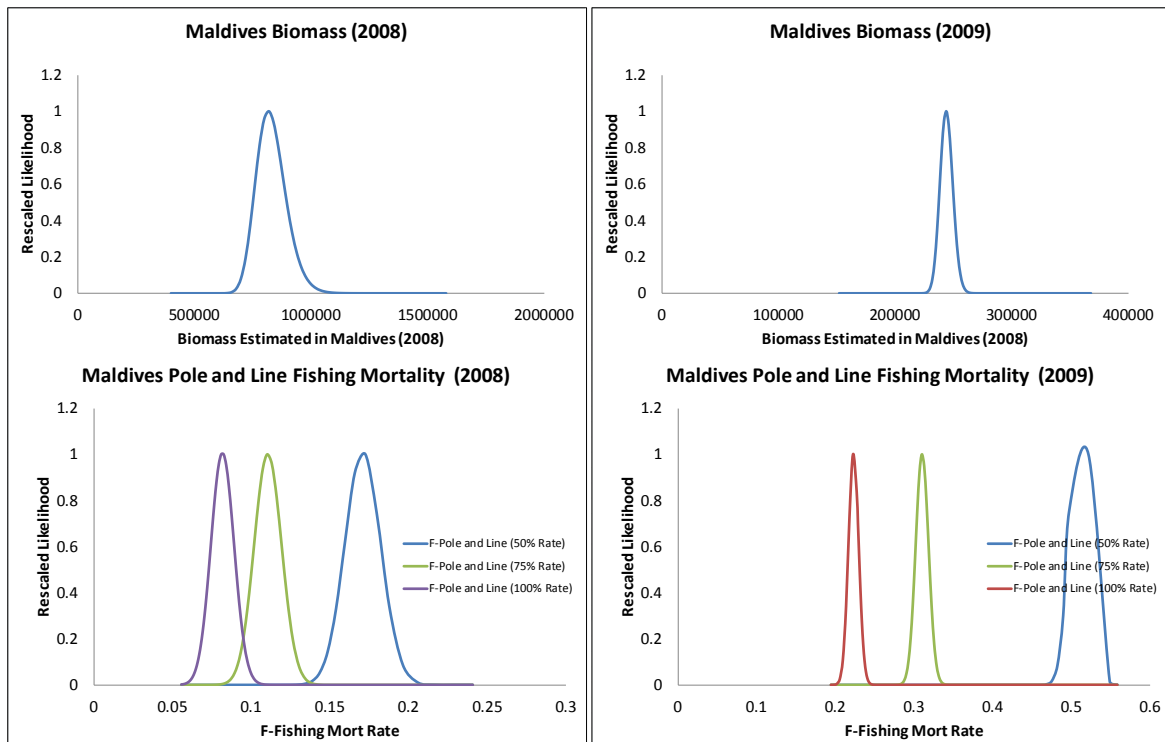 Maldives Biomass (2008)
1.2
1
0.8
0.6
0.4
0.2
0
Rescaled Likelihood
0 500000 1000000 1500000 2000000
Biomass Estimated in Maldives (2008)
Maldives Pole and Line Fishing Mortality (2008)
1.2
1
0.8
0.6
0.4
0.2
0
Rescaled Likelihood
F-Pole and Line (50% Rate)
F-Pole and Line (75% Rate)
F-Pole and Line (100% Rate)
0 0.05 0.1 0.15 0.2 0.25 0.3
F-Fishing Mort Rate
Maldives Biomass (2009)
1.2
1
0.8
0.6
0.4
0.2
0
Rescaled Likelihood
0 100000 200000 300000 400000
Biomass Estimated in Maldives (2008)
Maldives Pole and Line Fishing Mortality (2009)
1.2
1
0.8
0.6
0.4
0.2
0
Rescaled Likelihood
F-Pole and Line (50% Rate)
F-Pole and Line (75% Rate)
F-Pole and Line (100% Rate)
0 0.1 0.2 0.3 0.4 0.5 0.6
F-Fishing Mort Rate